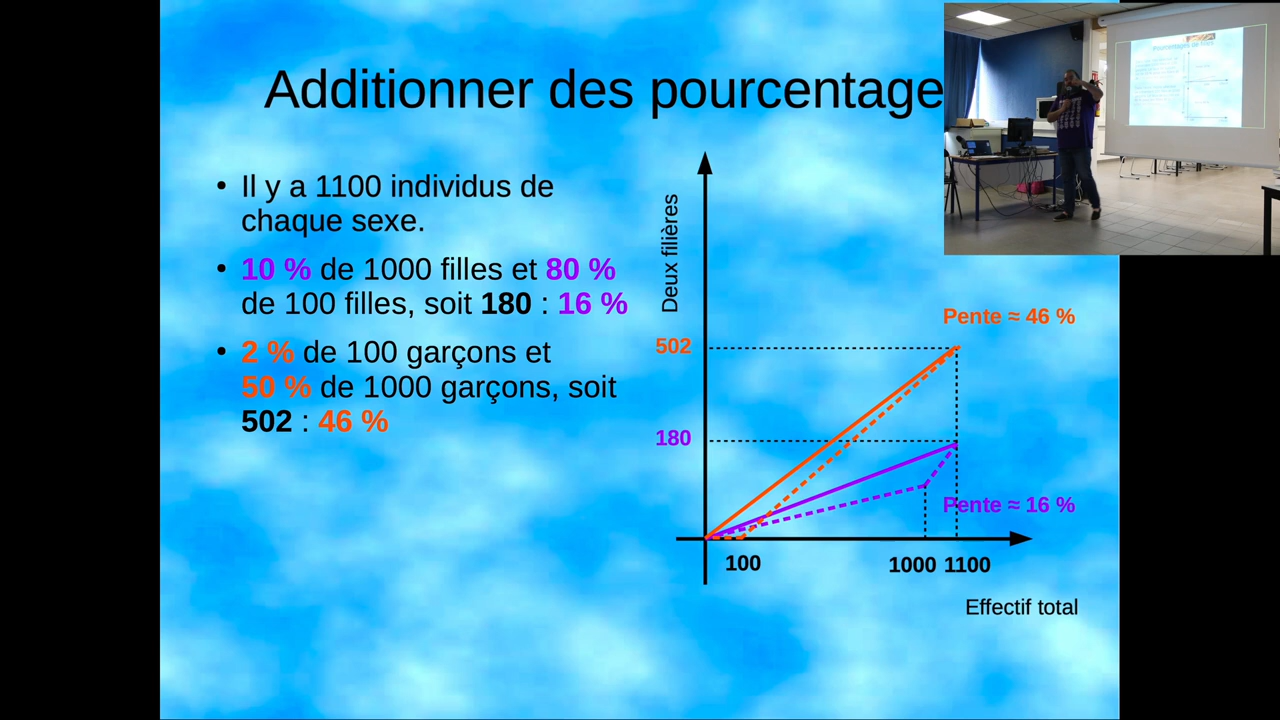 Additionner des pourcentage
• Il y a 1100 individus de
chaque sexe.
• 10 % de 1000 filles et 80 %
de 100 filles, soit 180 : 16 %
• 2 % de 100 garçons et
50 % de 1000 garçons, soit
502 : 46 %
Deux filières
Pente ≈ 46 %
502
180
Pente ≈ 16 %
100
1000
1100
Effectif total